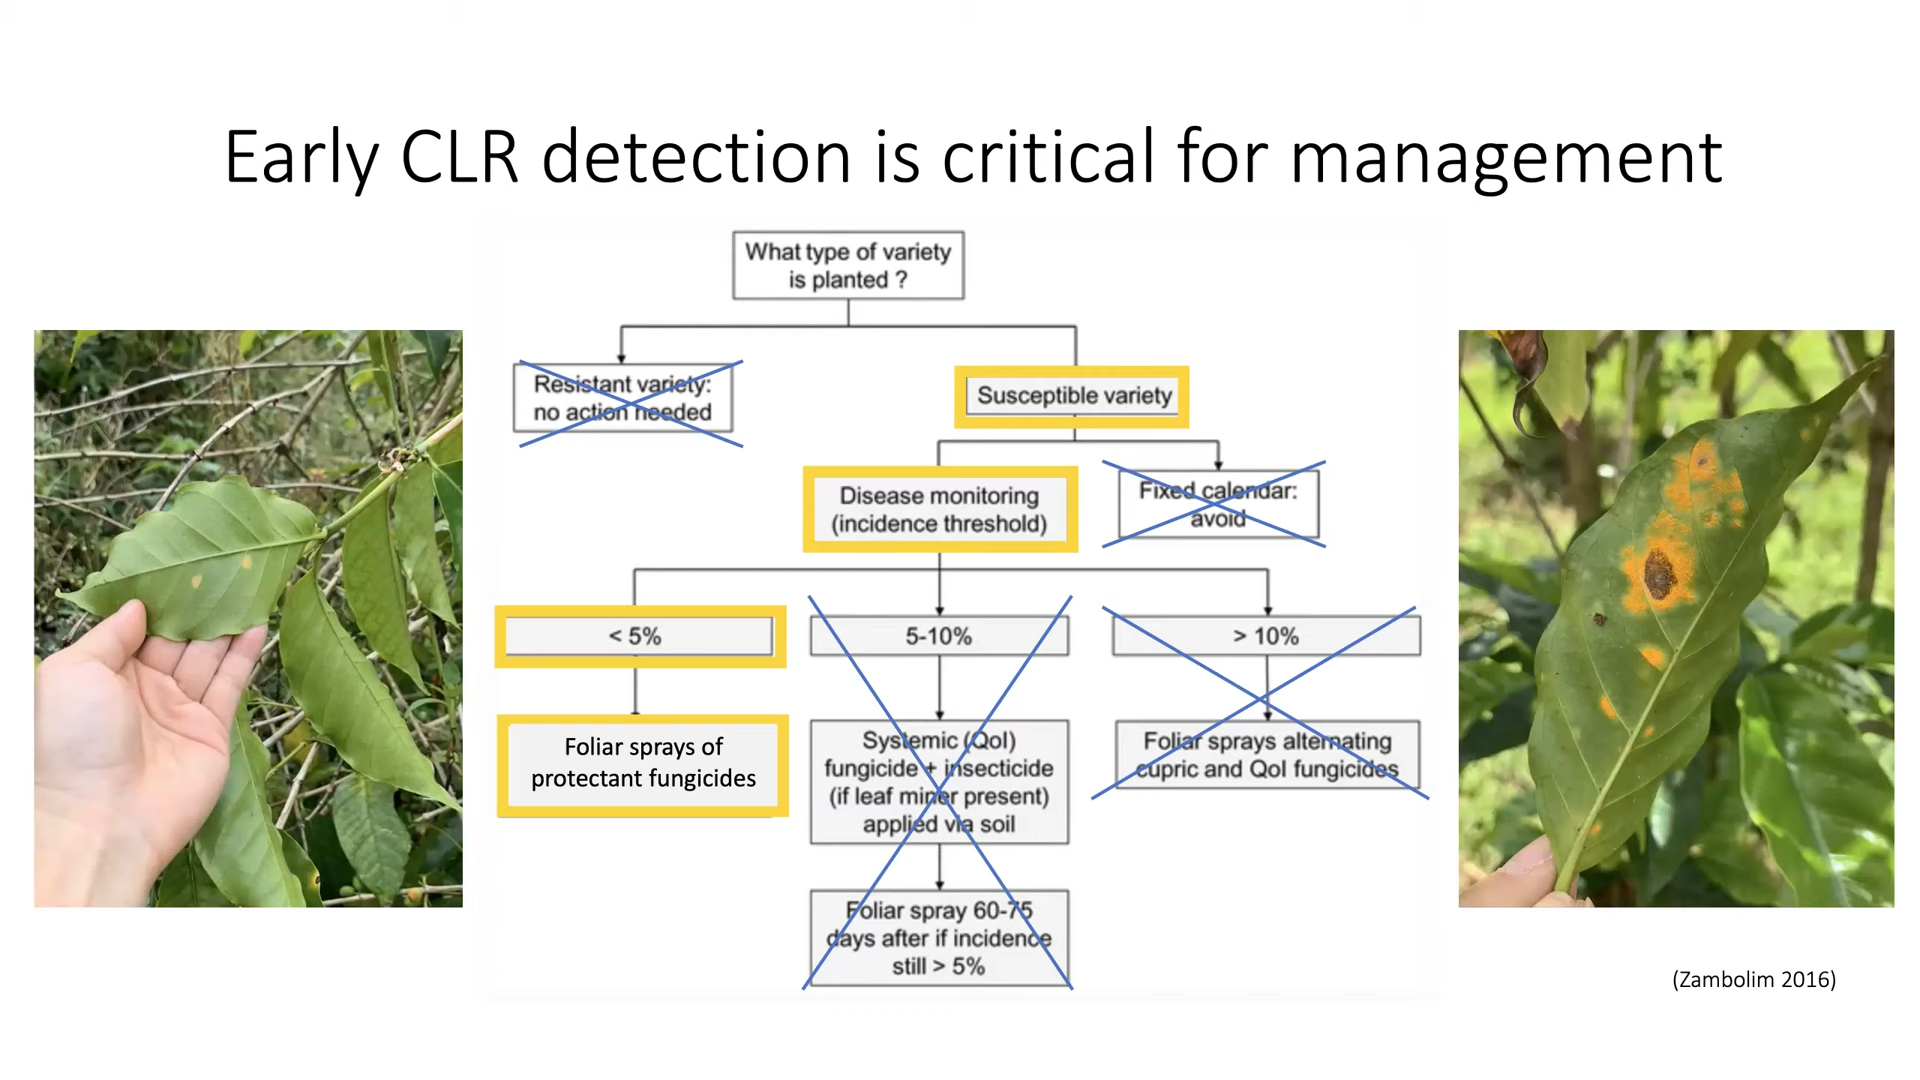 Early CLR detection is critical for management
What type of variety
is planted ?
Resistant variety:
no action needed
Susceptible variety
Disease monitoring
(incidence threshold)
Fixed calendar:
avoid
< 5%
5-10%
> 10%
Foliar sprays of
protectant fungicides
Systemic (QoI)
fungicide + insecticide
(if leaf miner present)
applied via soil
Foliar sprays alternating
cupric and QoI fungicides
Foliar spray 60-75
days after if incidence
still > 5%
(Zambolim 2016)